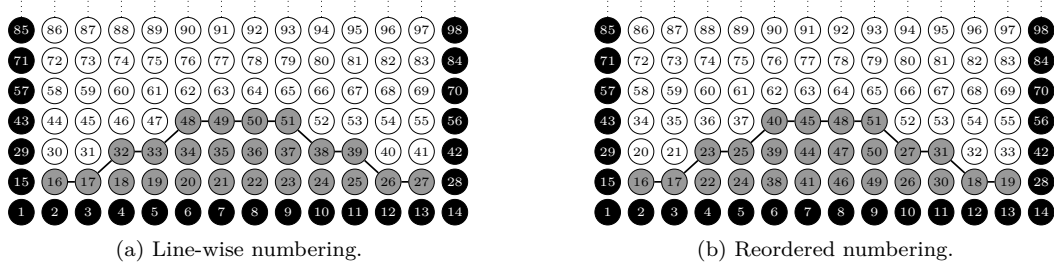 85 86 87 88 89 90 91 92 93 94 95 96 97 98
71 72 73 74 75 76 77 78 79 80 81 82 83 84
57 58 59 60 61 62 63 64 65 66 67 68 69 70
43 44 45 46 47 48 49 50 51 52 53 54 55 56
29 30 31 32 33 34 35 36 37 38 39 40 41 42
15 16 17 18 19 20 21 22 23 24 25 26 27 28
1 2 3 4 5 6 7 8 9 10 11 12 13 14
(a) Line-wise numbering.
85 86 87 88 89 90 91 92 93 94 95 96 97 98
71 72 73 74 75 76 77 78 79 80 81 82 83 84
57 58 59 60 61 62 63 64 65 66 67 68 69 70
43 34 35 36 37 40 45 48 51 52 53 54 55 56
29 20 21 23 25 39 44 47 50 27 31 32 33 42
15 16 17 22 24 38 41 46 49 26 30 18 19 28
1 2 3 4 5 6 7 8 9 10 11 12 13 14
(b) Reordered numbering.